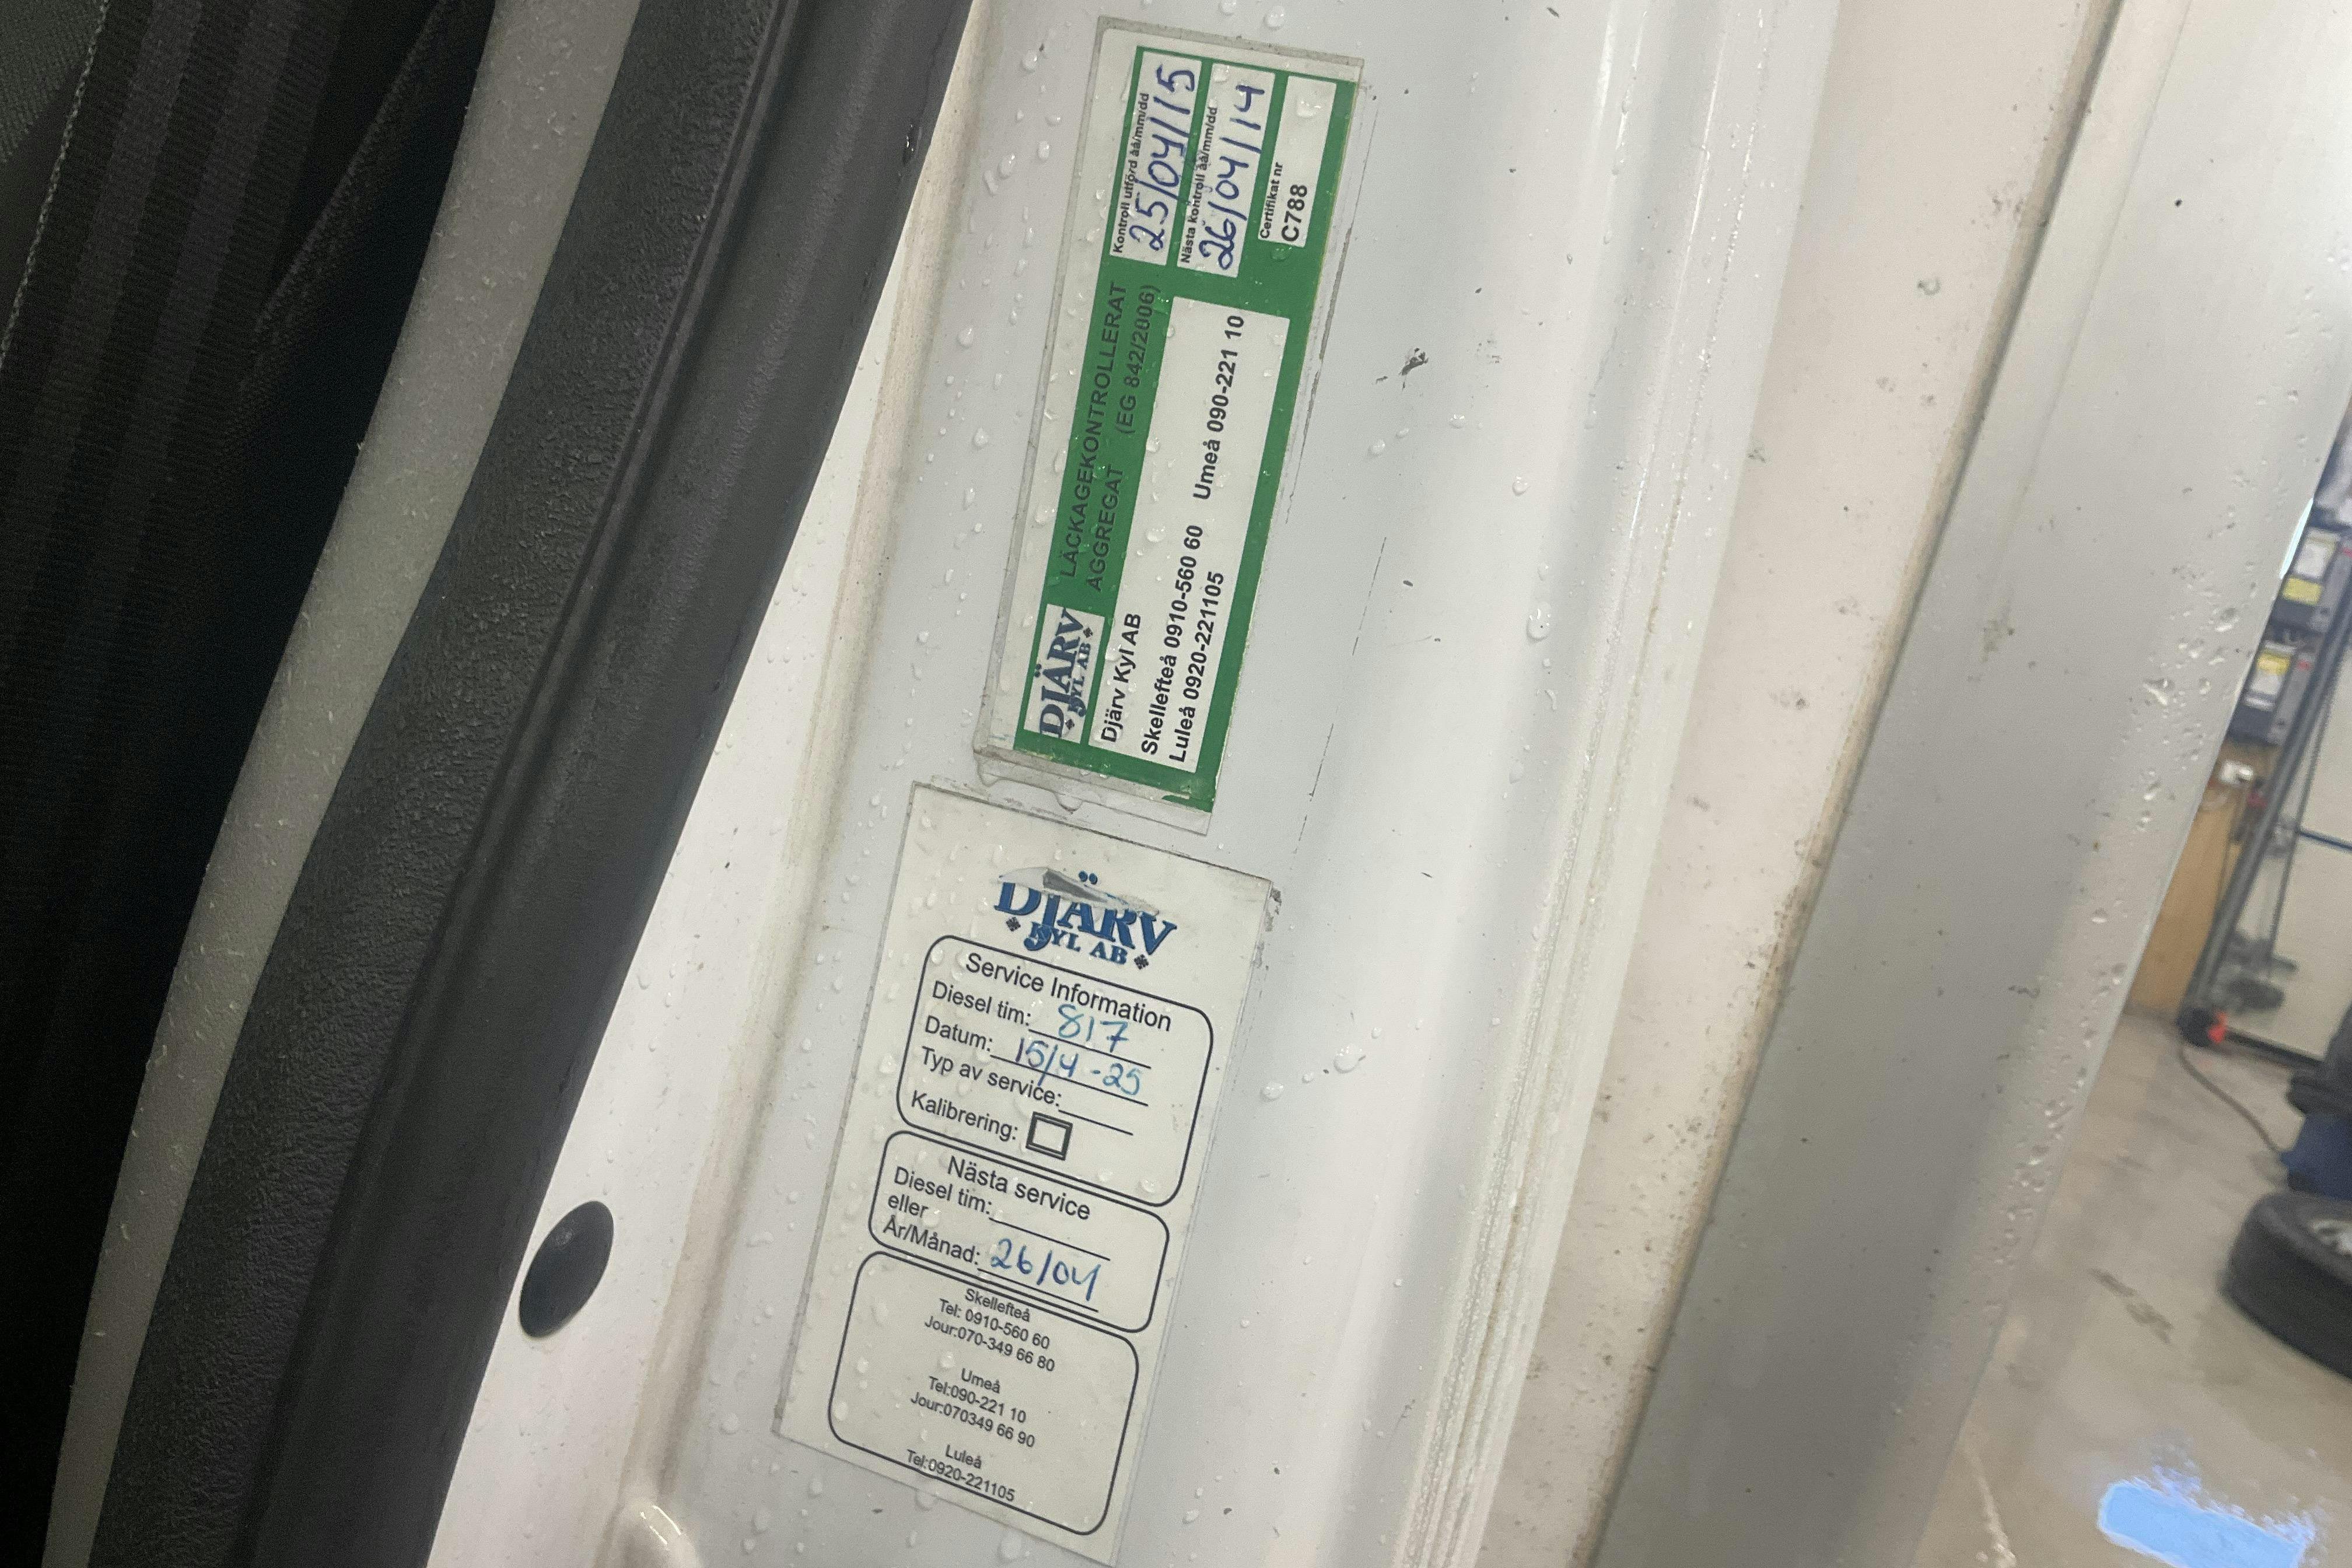 DJÄRV
KYL AB
LÄCKAGEKONTROLLERAT
AGGREGAT (EG 842/2006)
Djärv Kyl AB
Skellefteå 0910-560 60 Umeå 090-221 10
Luleå 0920-221105
Kontroll utförd åå/mm/dd
25/04/15
Nästa kontroll åå/mm/dd
26/04/14
Certifikat nr
C788
DJÄRV
KYL AB
Service Information
Diesel tim: 817
Datum: 15/4-25
Typ av service:
Kalibrering:
Nästa service
Diesel tim:
eller
År/Månad: 26/04
Skellefteå
Tel: 0910-560 60
Jour:070-349 66 80
Umeå
Tel:090-221 10
Jour:070349 66 90
Luleå
Tel:0920-221105